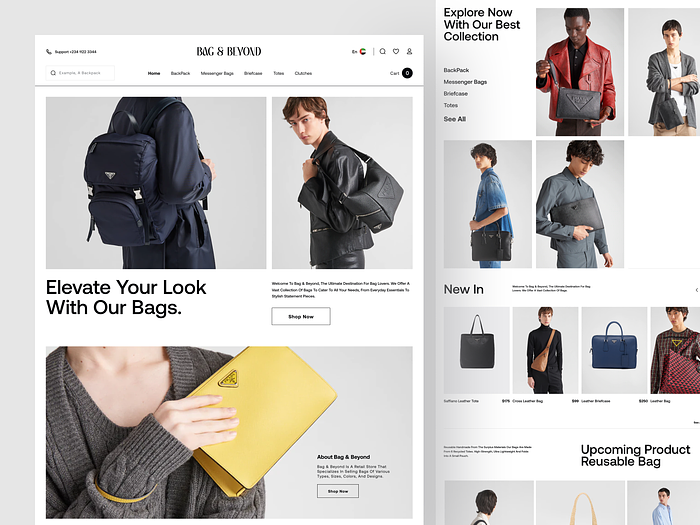 Support +234 922 3344
BAG & BEYOND
En
Example, A Backpack
Home
BackPack
Messenger Bags
Briefcase
Totes
Clutches
Cart 0
Elevate Your Look
With Our Bags.
Welcome To Bag & Beyond, The Ultimate Destination For Bag Lovers. We Offer A
Vast Collection Of Bags To Cater To All Your Needs, From Everyday Essentials To
Stylish Statement Pieces.
Shop Now
About Bag & Beyond
Bag & Beyond Is A Retail Store That
Specializes In Selling Bags Of Various
Types, Sizes, Colors, And Designs
Shop Now
Explore Now
With Our Best
Collection
BackPack
Messenger Bags
Briefcase
Totes
See All
New In
Welcome To Bag & Beyond, The Ultimate Destination For Bag
Lovers. We Offer A Vast Collection Of Bags
Saffiano Leather Tote $175
Cross Leather Bag $99
Leather Briefcase $250
Leather Bag
Reusable Handmade From The Surplus Materials Our Bags Are Made
From 9 Recycled Totes, High Strength, Ultra Lightweight And Folds
Into A Small Pouch.
Upcoming Product
Reusable Bag